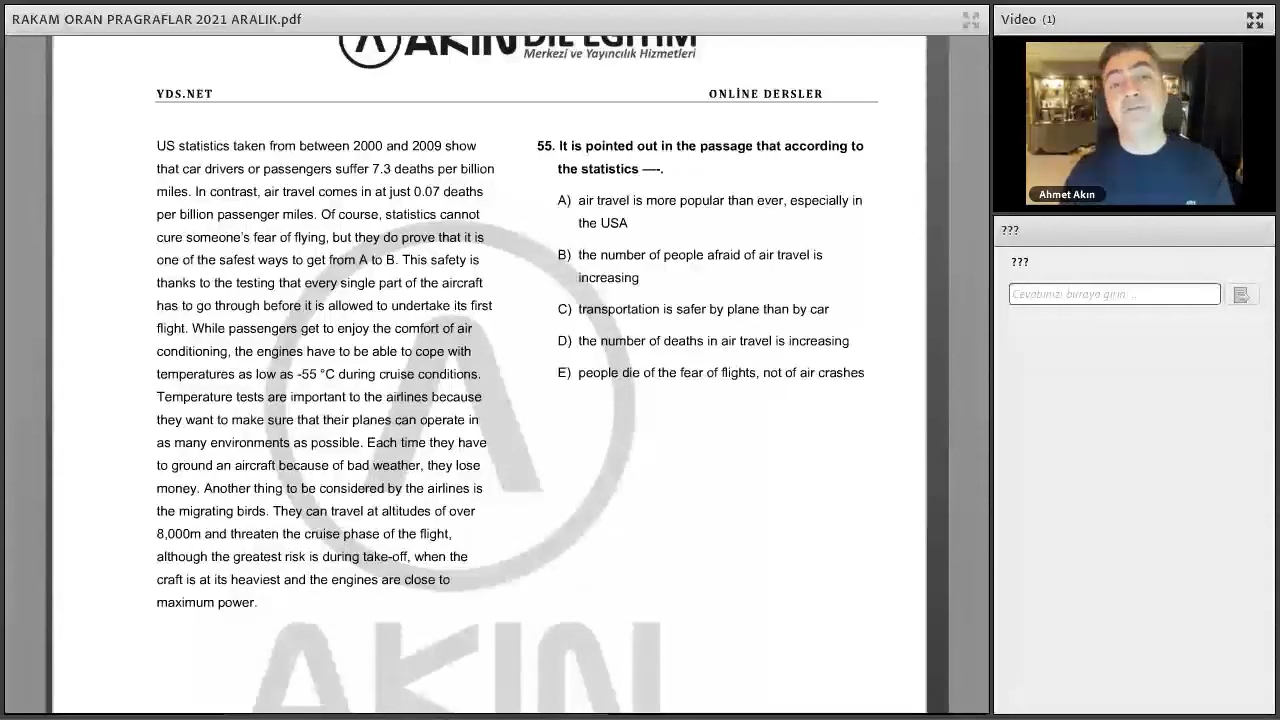 RAKAM ORAN PRAGRAFLAR 2021 ARALIK.pdf
AKIN DİL EĞİTİM
Merkezi ve Yayıncılık Hizmetleri
YDS.NET
ONLİNE DERSLER
US statistics taken from between 2000 and 2009 show
that car drivers or passengers suffer 7.3 deaths per billion
miles. In contrast, air travel comes in at just 0.07 deaths
per billion passenger miles. Of course, statistics cannot
cure someone's fear of flying, but they do prove that it is
one of the safest ways to get from A to B. This safety is
thanks to the testing that every single part of the aircraft
has to go through before it is allowed to undertake its first
flight. While passengers get to enjoy the comfort of air
conditioning, the engines have to be able to cope with
temperatures as low as -55 °C during cruise conditions.
Temperature tests are important to the airlines because
they want to make sure that their planes can operate in
as many environments as possible. Each time they have
to ground an aircraft because of bad weather, they lose
money. Another thing to be considered by the airlines is
the migrating birds. They can travel at altitudes of over
8,000m and threaten the cruise phase of the flight,
although the greatest risk is during take-off, when the
craft is at its heaviest and the engines are close to
maximum power.
55. It is pointed out in the passage that according to
the statistics ----.
A) air travel is more popular than ever, especially in
the USA
B) the number of people afraid of air travel is
increasing
C) transportation is safer by plane than by car
D) the number of deaths in air travel is increasing
E) people die of the fear of flights, not of air crashes
AKIN
Video (1)
Ahmet Akın
???
???
Cevabınızı buraya girin...